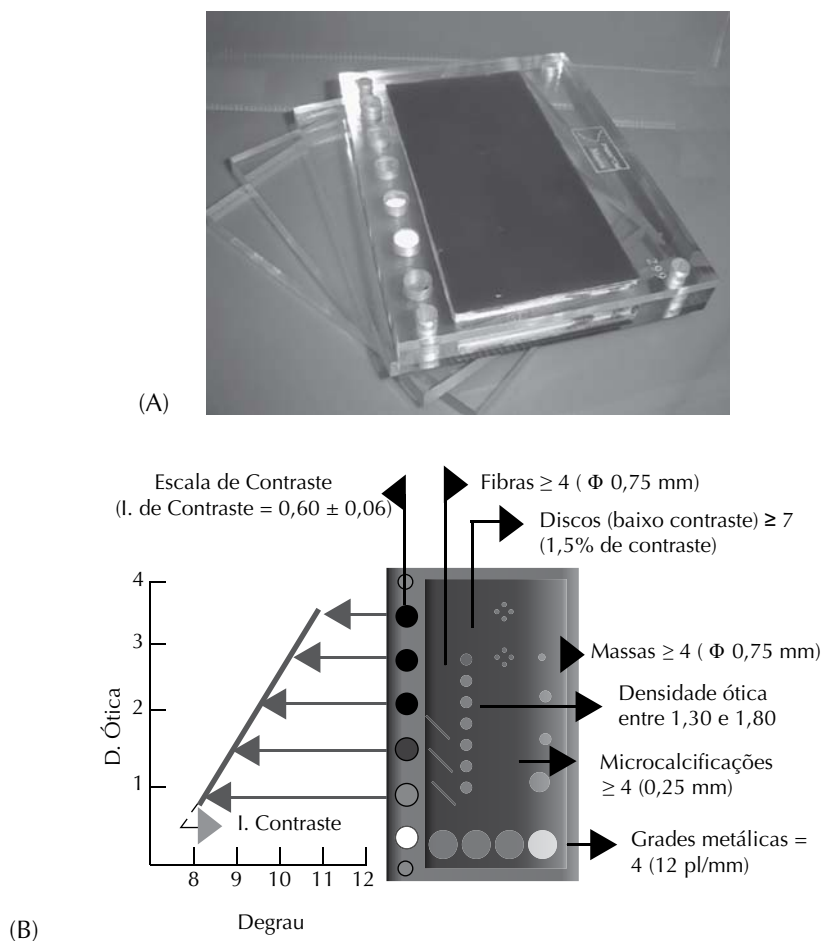 (A)
Escala de Contraste
(I. de Contraste = 0,60 ± 0,06)
Fibras ≥ 4 ( Φ 0,75 mm)
Discos (baixo contraste) ≥ 7
(1,5% de contraste)
4
3
2
1
D. Ótica
Massas ≥ 4 ( Φ 0,75 mm)
Densidade ótica
entre 1,30 e 1,80
Microcalcificações
≥ 4 (0,25 mm)
I. Contraste
Grades metálicas =
4 (12 pl/mm)
8 9 10 11 12
Degrau
(B)